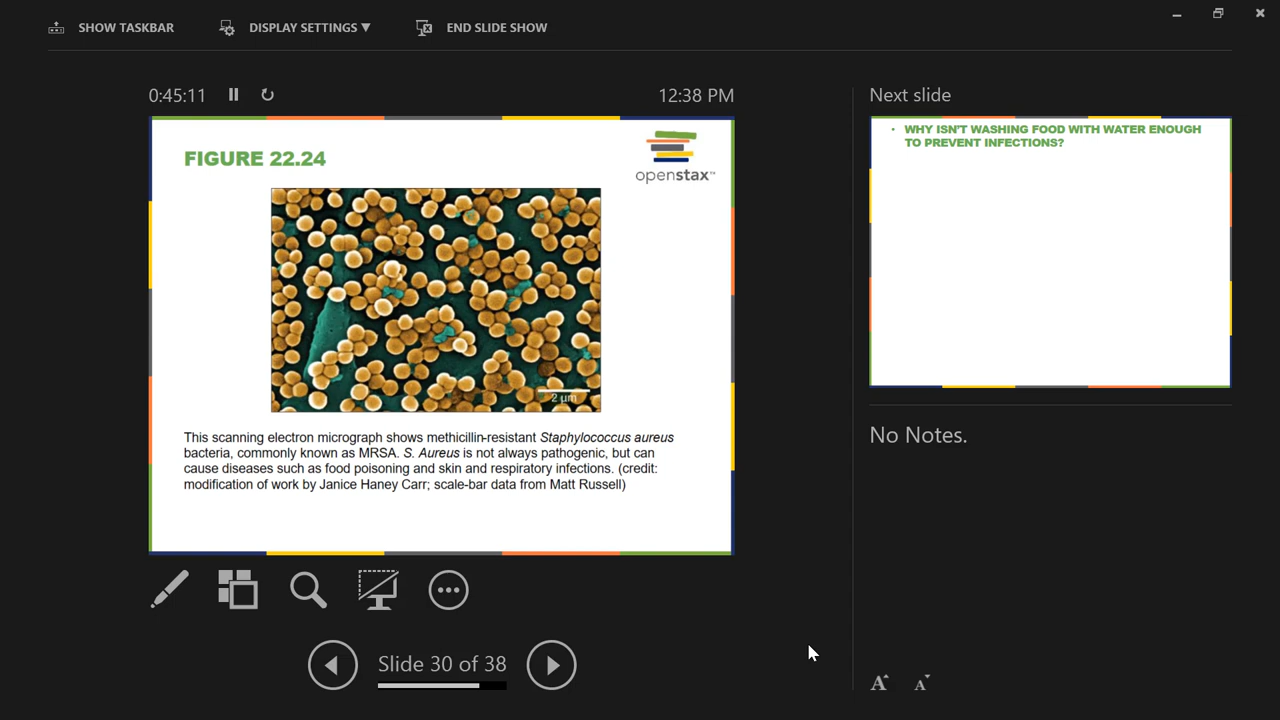 SHOW TASKBAR
DISPLAY SETTINGS ▼
END SLIDE SHOW
0:45:11
12:38 PM
FIGURE 22.24
openstax™
2 µm
This scanning electron micrograph shows methicillin-resistant Staphylococcus aureus
bacteria, commonly known as MRSA. S. Aureus is not always pathogenic, but can
cause diseases such as food poisoning and skin and respiratory infections. (credit:
modification of work by Janice Haney Carr; scale-bar data from Matt Russell)
Slide 30 of 38
Next slide
• WHY ISN'T WASHING FOOD WITH WATER ENOUGH
TO PREVENT INFECTIONS?
No Notes.
A A